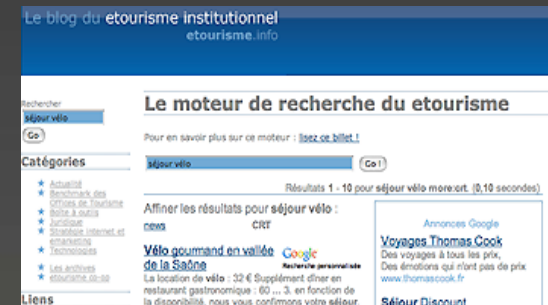 Le blog du etourisme institutionnel
etourisme.info
Rechercher
séjour vélo
Go
Catégories
Actualité
Benchmark des
Offices de Tourisme
Boîte à outils
Juridique
Stratégie internet et
emarketing
Technologies
Les archives
etourisme co-op
Liens
Le moteur de recherche du etourisme
Pour en savoir plus sur ce moteur : lisez ce billet !
séjour vélo
Go !
Résultats 1 - 10 pour séjour vélo more:crt. (0,10 secondes)
Affiner les résultats pour séjour vélo :
news CRT
Vélo gourmand en vallée
de la Saône
Google
Recherche personnalisée
La location de vélo : 32 € Supplément dîner en
restaurant gastronomique : 60 ... 3. en fonction de
la disponibilité, nous vous confirmons votre séjour.
Annonces Google
Voyages Thomas Cook
Des voyages à tous les prix,
Des émotions qui n'ont pas de prix
www.thomascook.fr
Séjour Discount